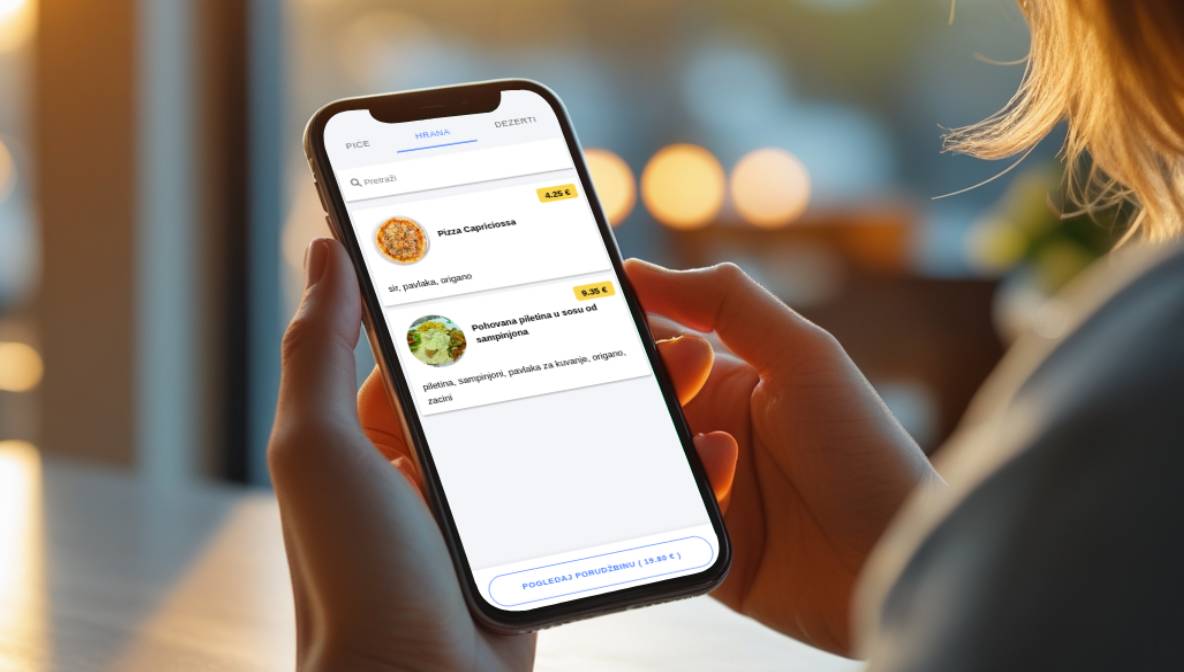 PICE HRANA DEZERTI
Pretraži
4.25 €
Pizza Capriciossa
sir, pavlaka, origano
9.35 €
Pohovana piletina u sosu od
sampinjona
piletina, sampinjoni, pavlaka za kuvanje, origano,
zacini
POGLEDAJ PORUDŽBINU ( 19.80 € )